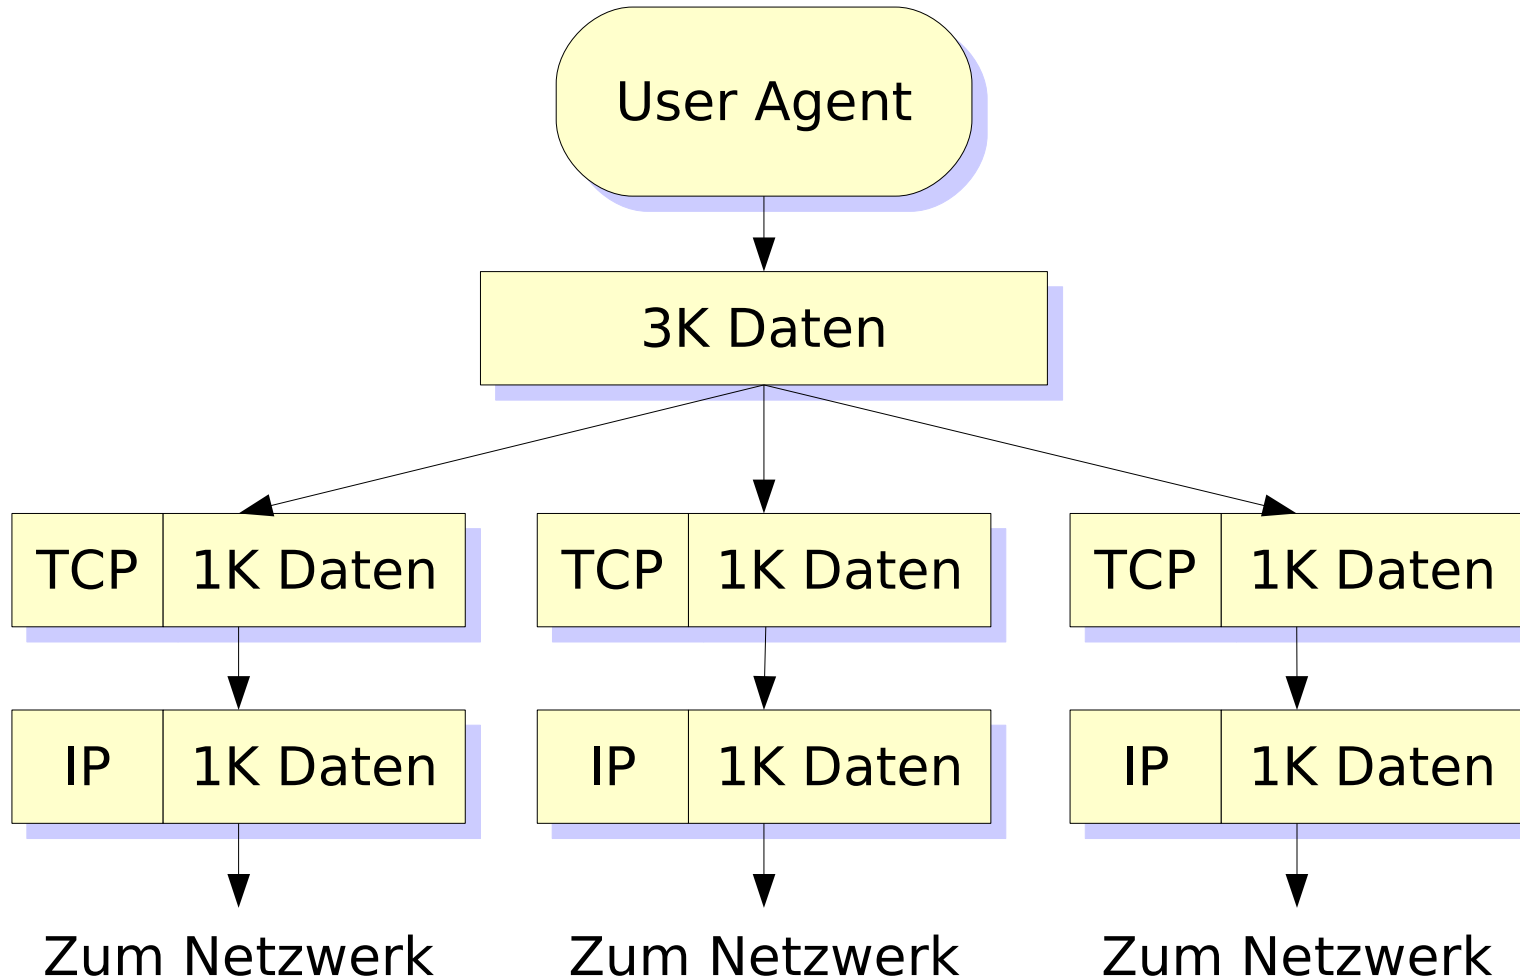 User Agent
3K Daten
TCP 1K Daten TCP 1K Daten TCP 1K Daten
IP 1K Daten IP 1K Daten IP 1K Daten
Zum Netzwerk Zum Netzwerk Zum Netzwerk